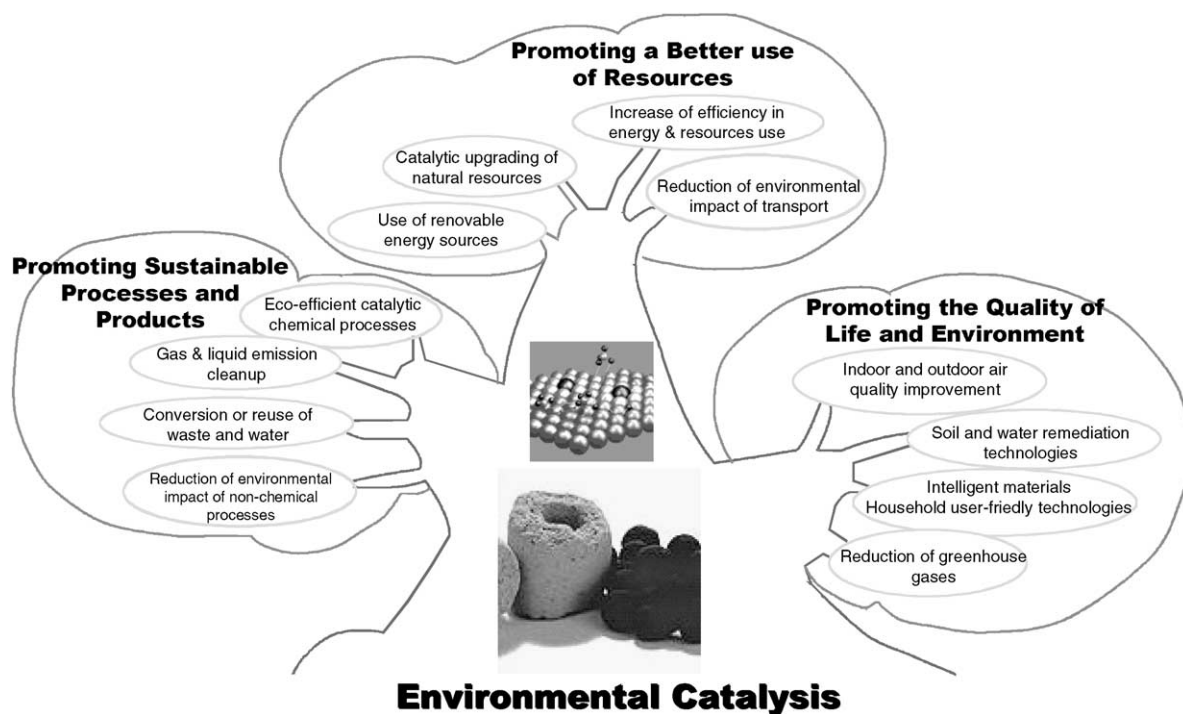 Promoting a Better use
of Resources
Increase of efficiency in
energy & resources use
Catalytic upgrading of
natural resources
Reduction of environmental
impact of transport
Use of renovable
energy sources
Promoting Sustainable
Processes and
Products
Eco-efficient catalytic
chemical processes
Gas & liquid emission
cleanup
Conversion or reuse of
waste and water
Reduction of environmental
impact of non-chemical
processes
Promoting the Quality of
Life and Environment
Indoor and outdoor air
quality improvement
Soil and water remediation
technologies
Intelligent materials
Household user-friedly technologies
Reduction of greenhouse
gases
Environmental Catalysis